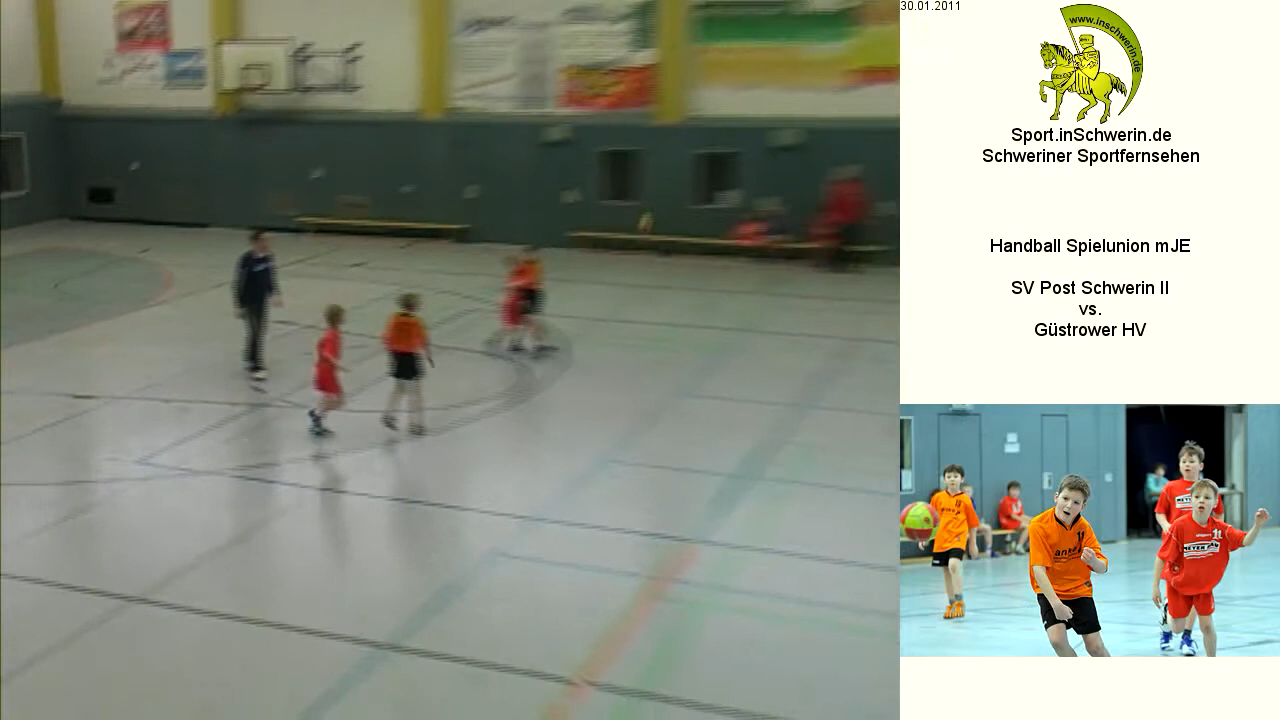 30.01.2011
www.inschwerin.de
Sport.inSchwerin.de
Schweriner Sportfernsehen
Handball Spielunion mJE
SV Post Schwerin II
vs.
Güstrower HV